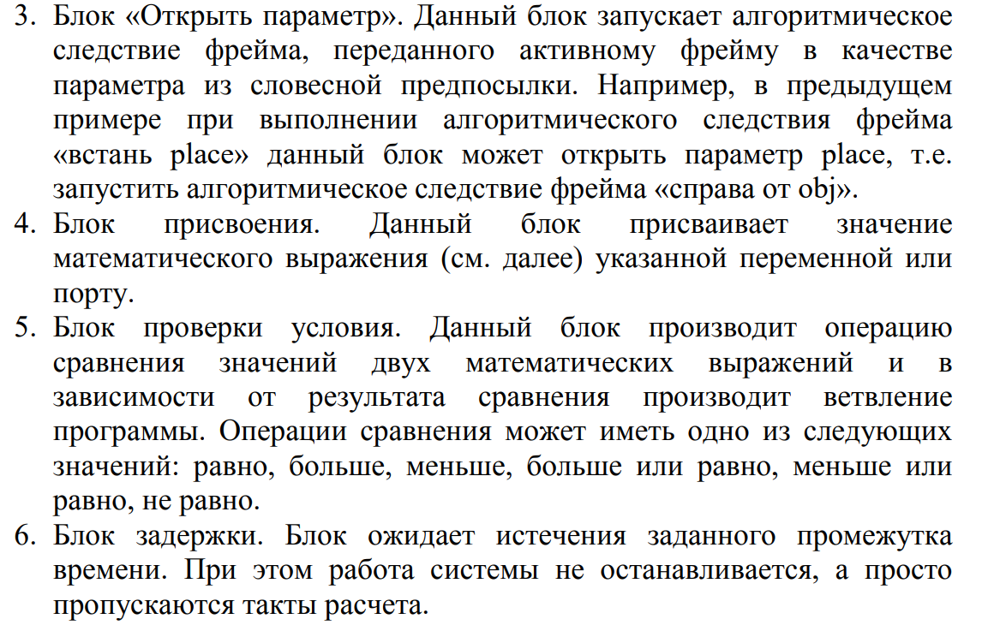 3. Блок «Открыть параметр». Данный блок запускает алгоритмическое
следствие фрейма, переданного активному фрейму в качестве
параметра из словесной предпосылки. Например, в предыдущем
примере при выполнении алгоритмического следствия фрейма
«встань place» данный блок может открыть параметр place, т.е.
запустить алгоритмическое следствие фрейма «справа от obj».
4. Блок присвоения. Данный блок присваивает значение
математического выражения (см. далее) указанной переменной или
порту.
5. Блок проверки условия. Данный блок производит операцию
сравнения значений двух математических выражений и в
зависимости от результата сравнения производит ветвление
программы. Операции сравнения может иметь одно из следующих
значений: равно, больше, меньше, больше или равно, меньше или
равно, не равно.
6. Блок задержки. Блок ожидает истечения заданного промежутка
времени. При этом работа системы не останавливается, а просто
пропускаются такты расчета.